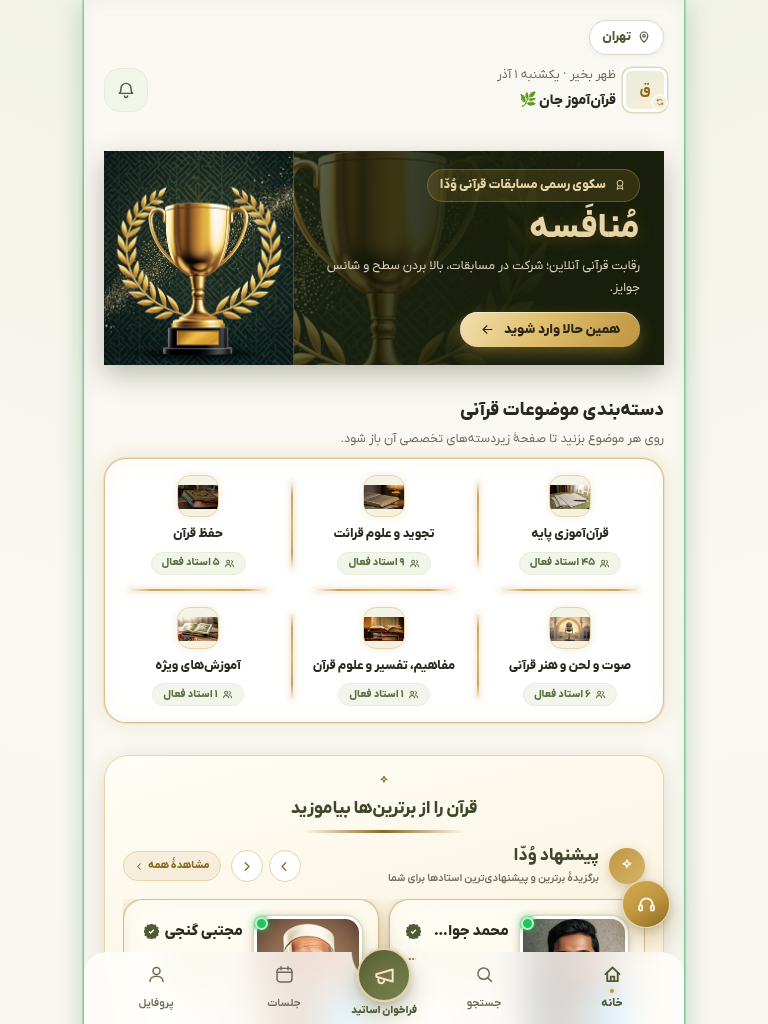 تهران
ق
ظهر بخیر · یکشنبه ۱ آذر
قرآن‌آموز جان
سکوی رسمی مسابقات قرآنی وُدّا
مُنافَسه
رقابت قرآنی آنلاین؛ شرکت در مسابقات، بالا بردن سطح و شانس
جوایز.
همین حالا وارد شوید
دسته‌بندی موضوعات قرآنی
روی هر موضوع بزنید تا صفحهٔ زیردسته‌های تخصصی آن باز شود.
قرآن‌آموزی پایه
۴۵ استاد فعال
تجوید و علوم قرائت
۹ استاد فعال
حفظ قرآن
۵ استاد فعال
صوت و لحن و هنر قرآنی
۶ استاد فعال
مفاهیم، تفسیر و علوم قرآن
۱ استاد فعال
آموزش‌های ویژه
۱ استاد فعال
قرآن را از برترین‌ها بیاموزید
پیشنهاد وُدّا
برگزیدهٔ برترین و پیشنهادی‌ترین استادها برای شما
مشاهدهٔ همه
محمد جوا...
مجتبی گنجی
خانه
جستجو
فراخوان اساتید
جلسات
پروفایل